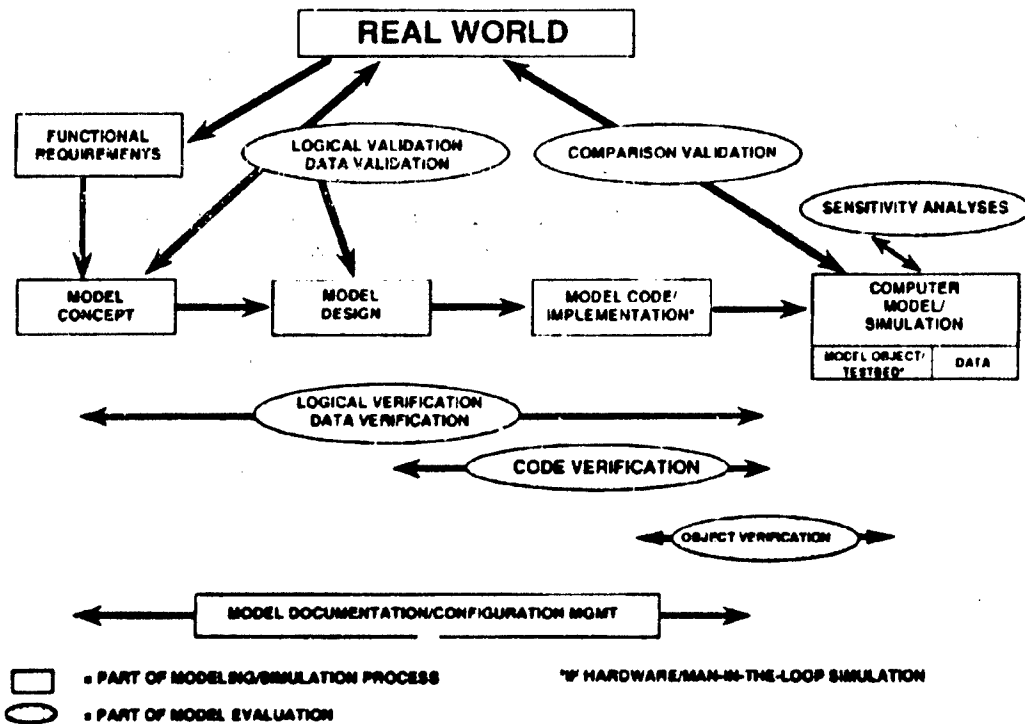 REAL WORLD
FUNCTIONAL
REQUIREMENTS
LOGICAL VALIDATION
DATA VALIDATION
COMPARISON VALIDATION
SENSITIVITY ANALYSES
MODEL
CONCEPT
MODEL
DESIGN
MODEL CODE/
IMPLEMENTATION*
COMPUTER
MODEL/
SIMULATION
MODEL OBJECT/
TESTBED*
DATA
LOGICAL VERIFICATION
DATA VERIFICATION
CODE VERIFICATION
OBJECT VERIFICATION
MODEL DOCUMENTATION/CONFIGURATION MGMT
= PART OF MODELING/SIMULATION PROCESS
HARDWARE/MAN-IN-THE-LOOP SIMULATION
= PART OF MODEL EVALUATION